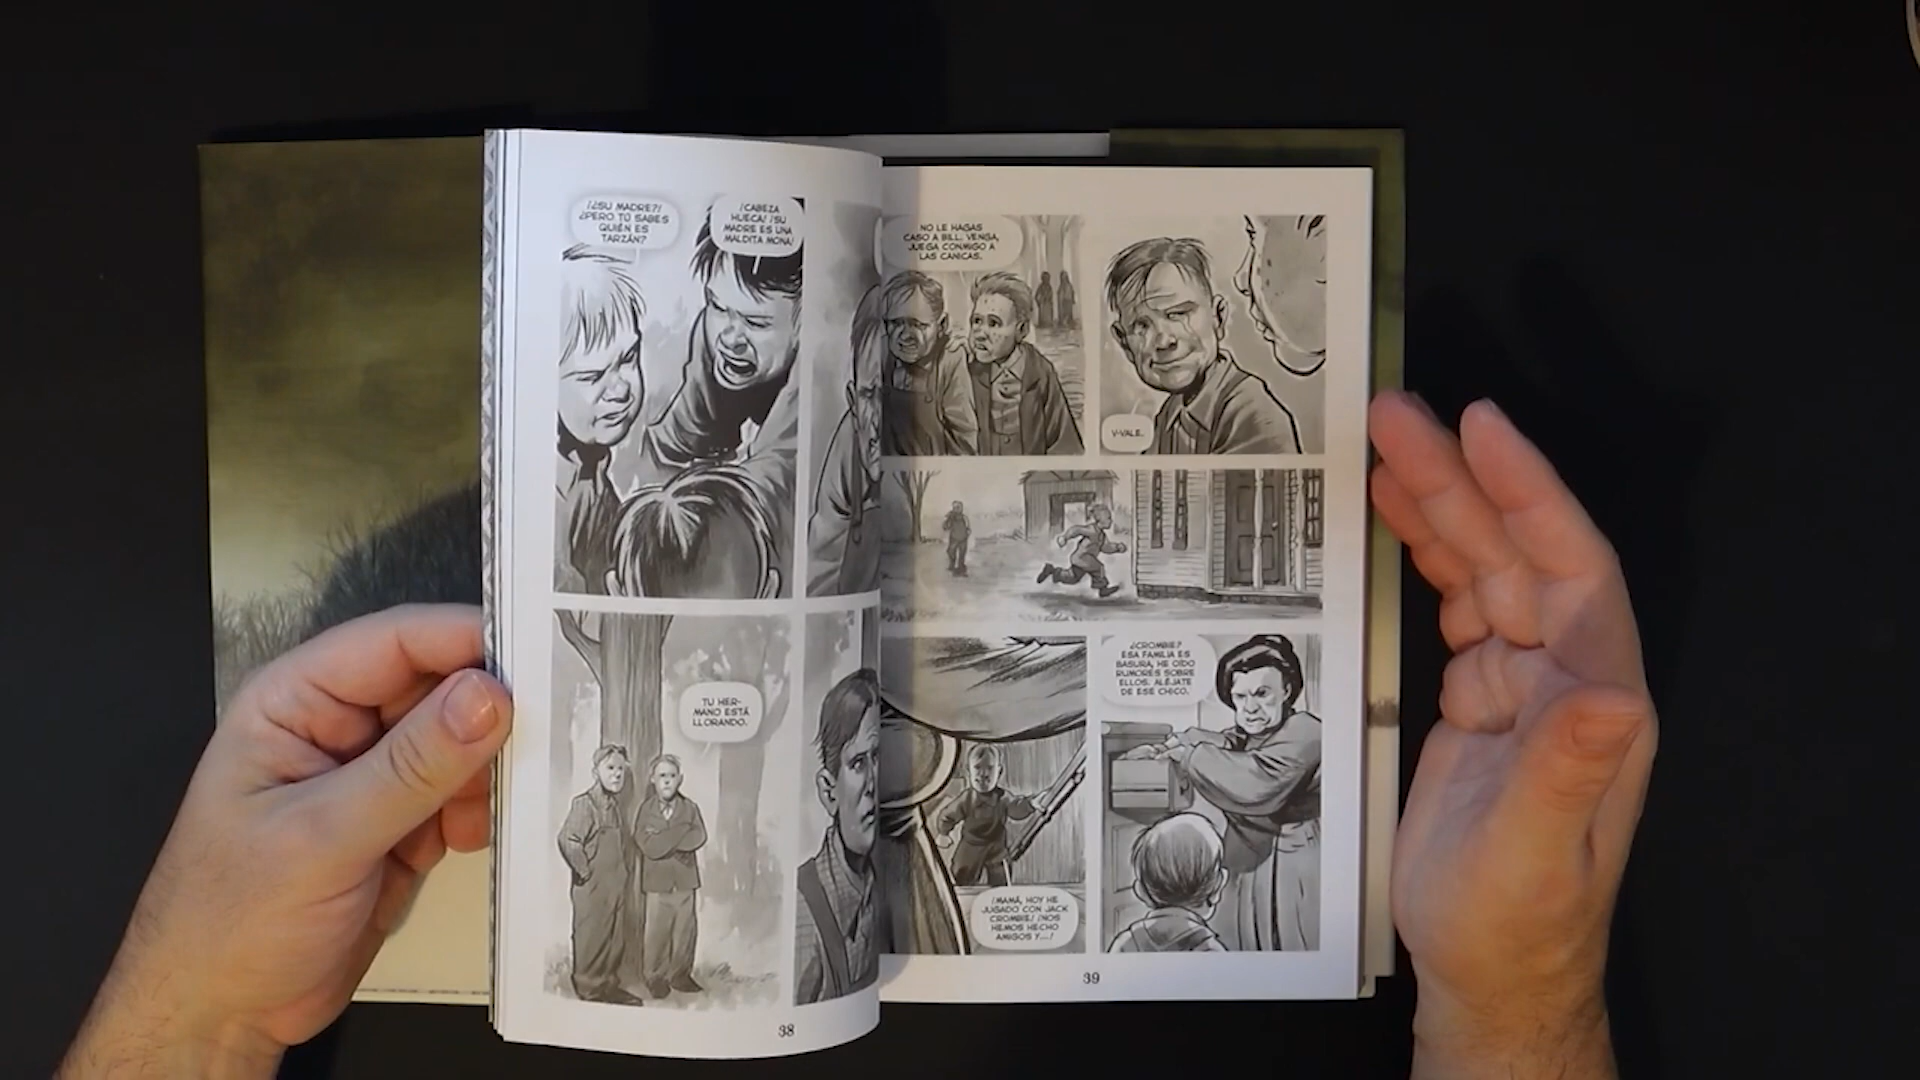 ¡¿SU MADRE?!
¿PERO TÚ SABES
QUIÉN ES
TARZÁN?
¡CABEZA
HUECA! ¡SU
MADRE ES UNA
MALDITA MONA!
TU HER-
MANO ESTÁ
LLORANDO.
38
NO LE HAGAS
CASO A BILL. VENGA,
JUEGA CONMIGO A
LAS CANICAS.
V-VALE.
¡MAMÁ, HOY HE
JUGADO CON JACK
CROMBIE! ¡NOS
HEMOS HECHO
AMIGOS Y...!
¿CROMBIE?
ESA FAMILIA ES
BASURA, HE OÍDO
RUMORES SOBRE
ELLOS. ALÉJATE
DE ESE CHICO.
39